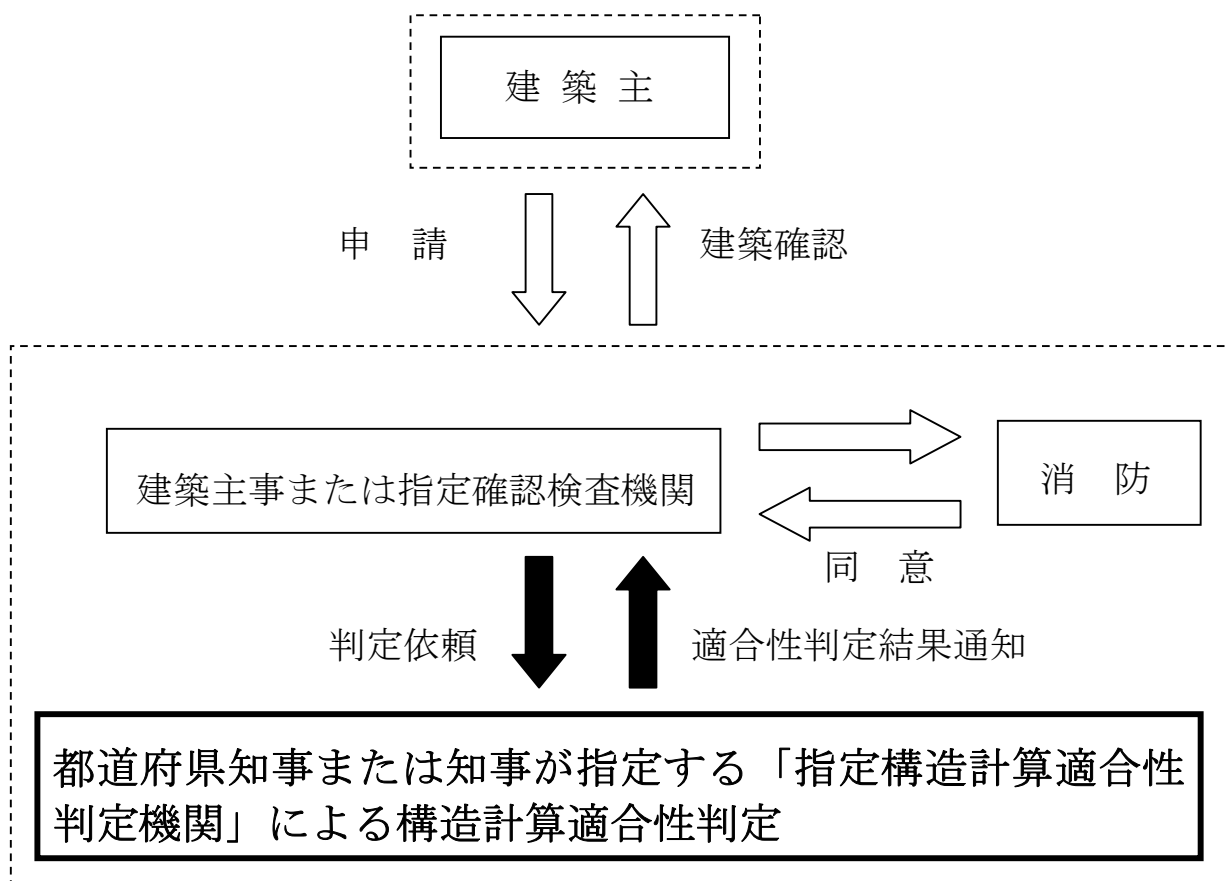 建 築 主
申　請
建築確認
建築主事または指定確認検査機関
消　防
同　意
判定依頼
適合性判定結果通知
都道府県知事または知事が指定する「指定構造計算適合性
判定機関」による構造計算適合性判定